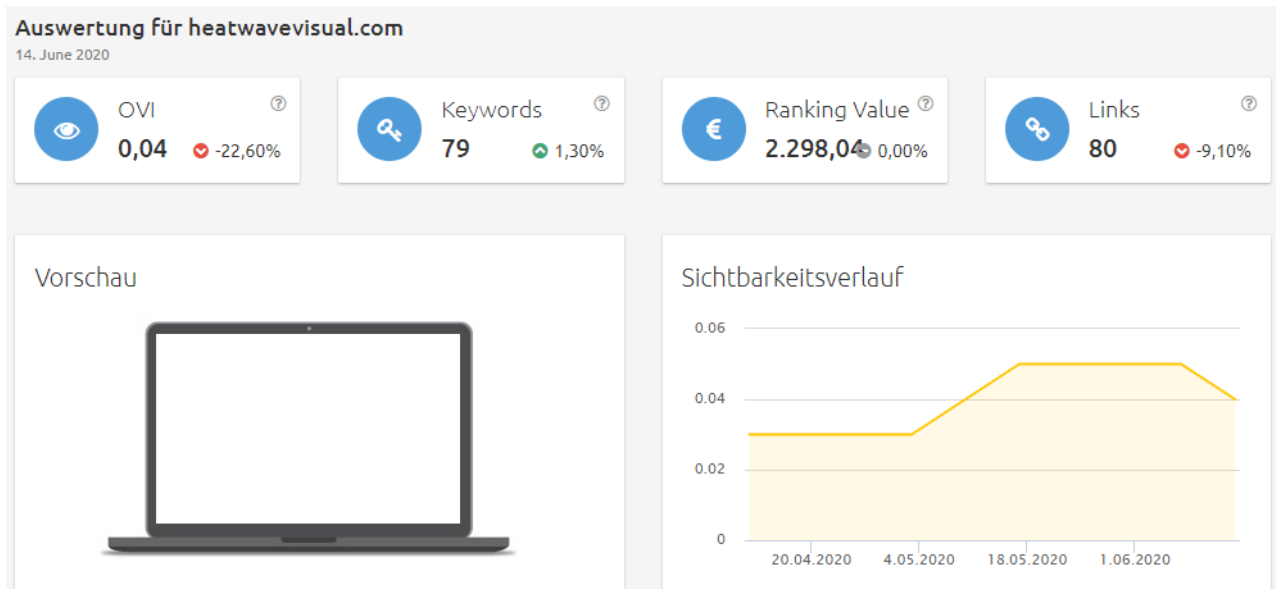 Auswertung für heatwavevisual.com
14. June 2020
OVI
0,04 -22,60%
Keywords
79 1,30%
Ranking Value
2.298,04 0,00%
Links
80 -9,10%
Vorschau
Sichtbarkeitsverlauf
0.06
0.04
0.02
0
20.04.2020 4.05.2020 18.05.2020 1.06.2020